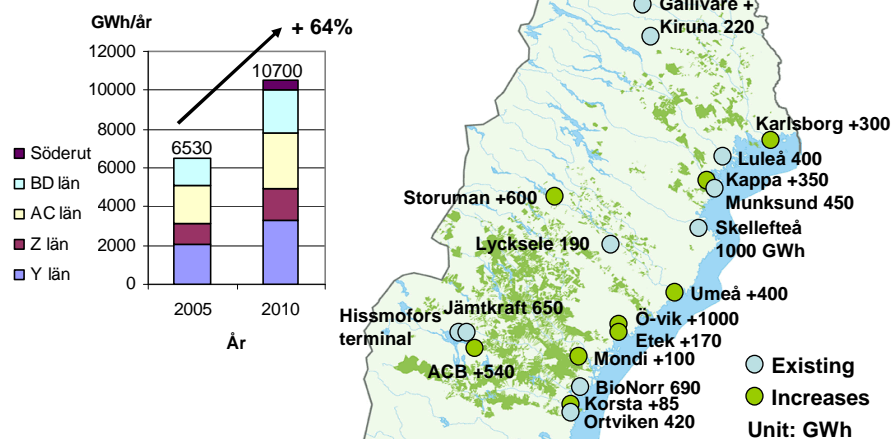 GWh/år
+ 64%
12000
10000
8000
6000
4000
2000
0
10700
6530
Söderut
BD län
AC län
Z län
Y län
2005
2010
År
Gällivare +
Kiruna 220
Karlsborg +300
Luleå 400
Kappa +350
Munksund 450
Storuman +600
Skellefteå
1000 GWh
Lycksele 190
Umeå +400
Jämtkraft 650
Hissmofors
terminal
Ö-vik +1000
Etek +170
Mondi +100
ACB +540
BioNorr 690
Korsta +85
Ortviken 420
Existing
Increases
Unit: GWh